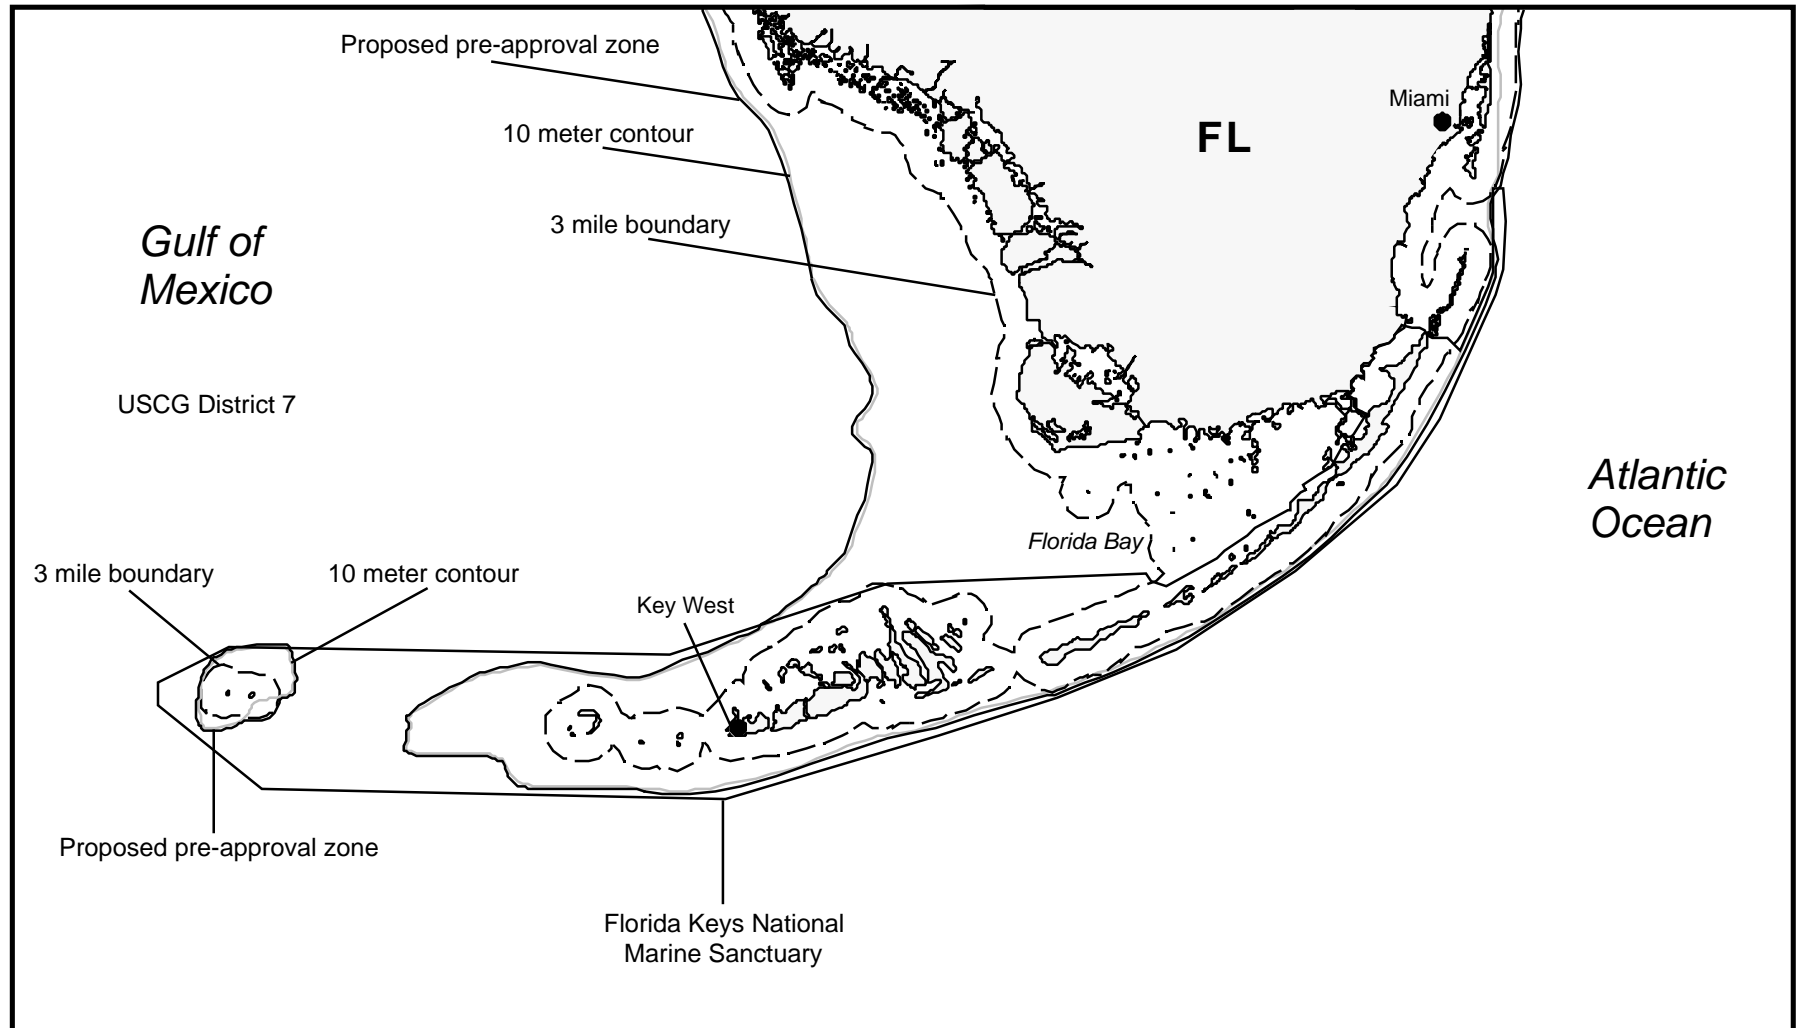 Proposed pre-approval zone
Miami
10 meter contour
FL
3 mile boundary
Gulf of
Mexico
USCG District 7
Atlantic
Ocean
Florida Bay
3 mile boundary
10 meter contour
Key West
Proposed pre-approval zone
Florida Keys National
Marine Sanctuary